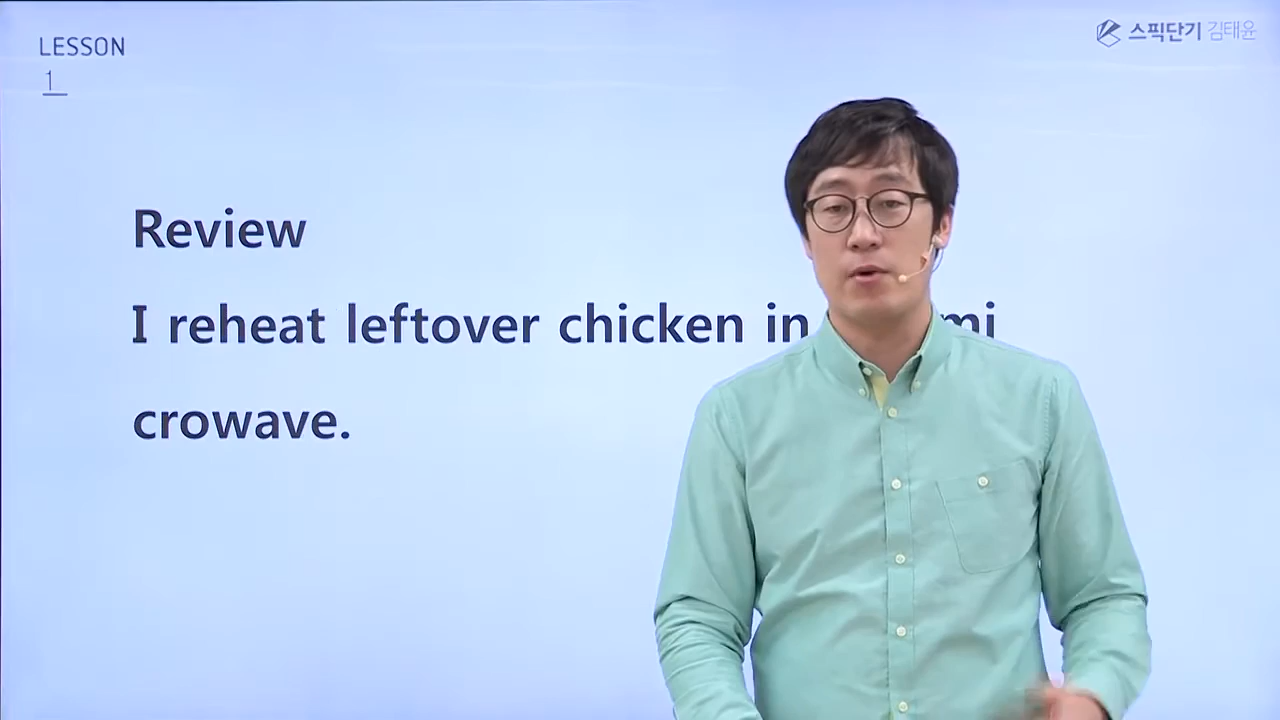 LESSON
1
스픽단기 김태윤
Review
I reheat leftover chicken in mi
crowave.